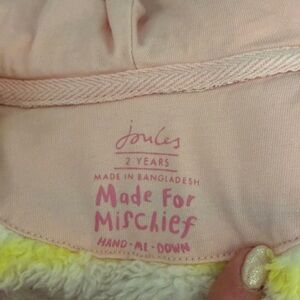 Joules
2 YEARS
MADE IN BANGLADESH
Made For
MisCHief
HAND-ME-DOWN